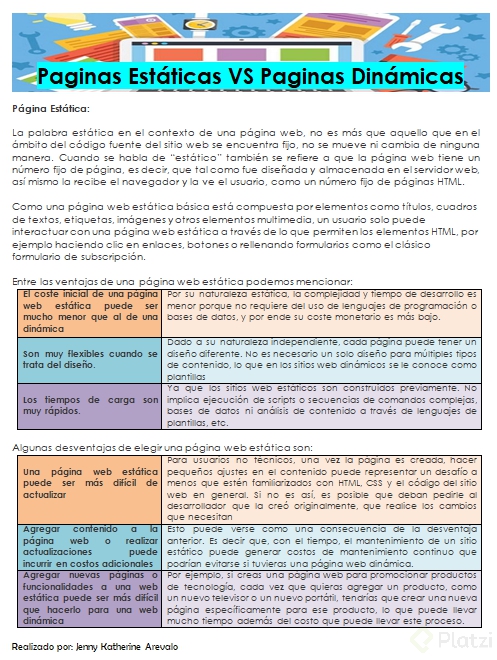 Paginas Estáticas VS Paginas Dinámicas
Página Estática:
La palabra estática en el contexto de una página web, no es más que aquello que en el
ámbito del código fuente del sitio web se encuentra fijo, no se mueve ni cambia de ninguna
manera. Cuando se habla de “estático” también se refiere a que la página web tiene un
número fijo de página, es decir, que tal como fue diseñada y almacenada en el servidor web,
así mismo la recibe el navegador y la ve el usuario, como un número fijo de páginas HTML.
Como una página web estática básica está compuesta por elementos como títulos, cuadros
de textos, etiquetas, imágenes y otros elementos multimedia, un usuario solo puede
interactuar con una página web estática a través de lo que permiten los elementos HTML, por
ejemplo haciendo clic en enlaces, botones o rellenando formularios como el clásico
formulario de subscripción.
Entre las ventajas de una página web estática podemos mencionar:
El coste inicial de una página
web estática puede ser
mucho menor que al de una
dinámica
Por su naturaleza estática, la complejidad y tiempo de desarrollo es
menor porque no requiere del uso de lenguajes de programación o
bases de datos, y por ende su coste monetario es más bajo.
Son muy flexibles cuando se
trata del diseño.
Dado a su naturaleza independiente, cada página puede tener un
diseño diferente. No es necesario un solo diseño para múltiples tipos
de contenido, lo que en los sitios web dinámicos se le conoce como
plantillas
Los tiempos de carga son
muy rápidos.
Ya que los sitios web estáticos son construidos previamente. No
implica ejecución de scripts o secuencias de comandos complejas,
bases de datos ni análisis de contenido a través de lenguajes de
plantillas, etc.
Algunas desventajas de elegir una página web estática son:
Una página web estática
puede ser más difícil de
actualizar
Para usuarios no técnicos, una vez la página es creada, hacer
pequeños ajustes en el contenido puede representar un desafío a
menos que estén familiarizados con HTML, CSS y el código del sitio
web en general. Si no es así, es posible que deban pedirle al
desarrollador que la creó originalmente, que realice los cambios
que necesitan
Agregar contenido a la
página web o realizar
actualizaciones puede
incurrir en costos adicionales
Esto puede verse como una consecuencia de la desventaja
anterior. Es decir que, con el tiempo, el mantenimiento de un sitio
estático puede generar costos de mantenimiento continuo que
podrían evitarse si tuvieras una página web dinámica.
Agregar nuevas páginas o
funcionalidades a una web
estática puede ser más difícil
que hacerlo para una web
dinámica
Por ejemplo, si creas una página web para promocionar productos
de tecnología, cada vez que quieras agregar un producto, como
un nuevo televisor o un nuevo portátil, tendrías que crear una nueva
página específicamente para ese producto, lo que puede llevar
mucho tiempo además del costo que puede llevar este proceso.
Realizado por: Jenny Katherine Arevalo
Platzi